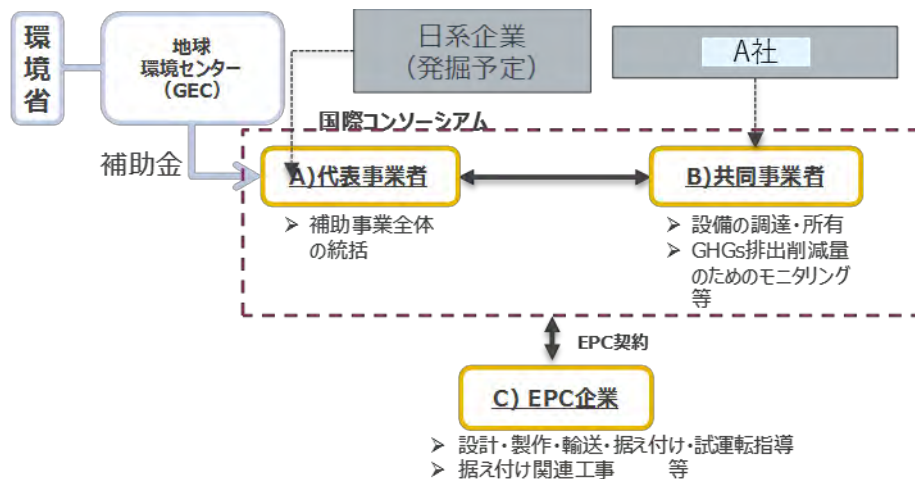 環境省
地球
環境センター
（GEC）
日系企業
（発掘予定）
A社
国際コンソーシアム
補助金
A)代表事業者
B)共同事業者
➢ 補助事業全体
の統括
➢ 設備の調達・所有
➢ GHGs排出削減量
のためのモニタリング
等
EPC契約
C) EPC企業
➢ 設計・製作・輸送・据え付け・試運転指導
➢ 据え付け関連工事　　等